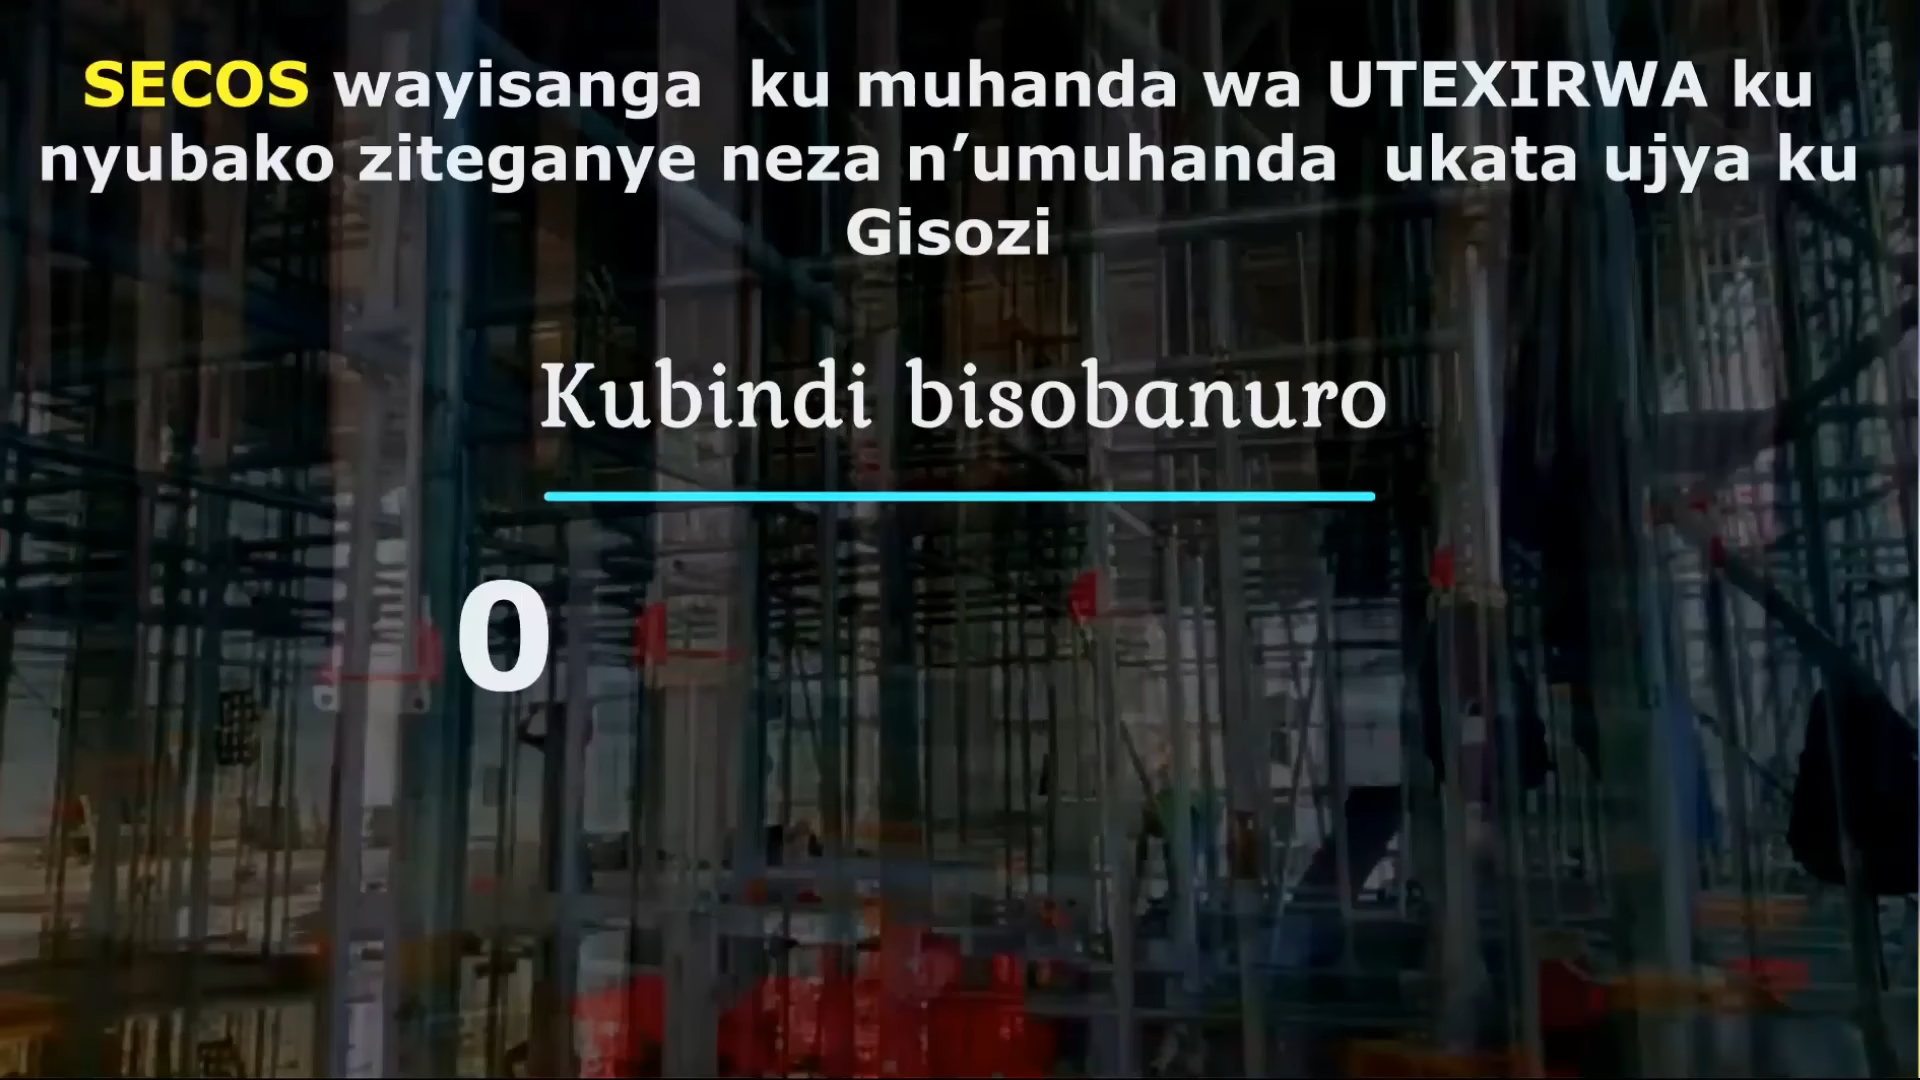 SECOS wayisanga ku muhanda wa UTEXIRWA ku
nyubako ziteganye neza n’umuhanda ukata ujya ku
Gisozi
Kubindi bisobanuro
0